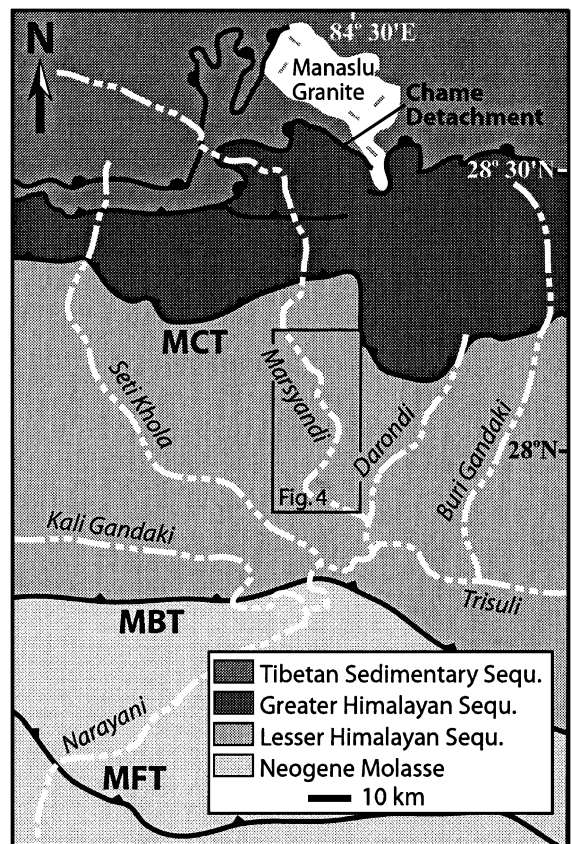 N
84° 30'E
Manaslu
Granite
Chame
Detachment
28° 30'N
MCT
Seti Khola
Marsyandi
Darondi
Buri Gandaki
28°N
Fig. 4
Kali Gandaki
Trisuli
MBT
Narayani
MFT
Tibetan Sedimentary Sequ.
Greater Himalayan Sequ.
Lesser Himalayan Sequ.
Neogene Molasse
10 km